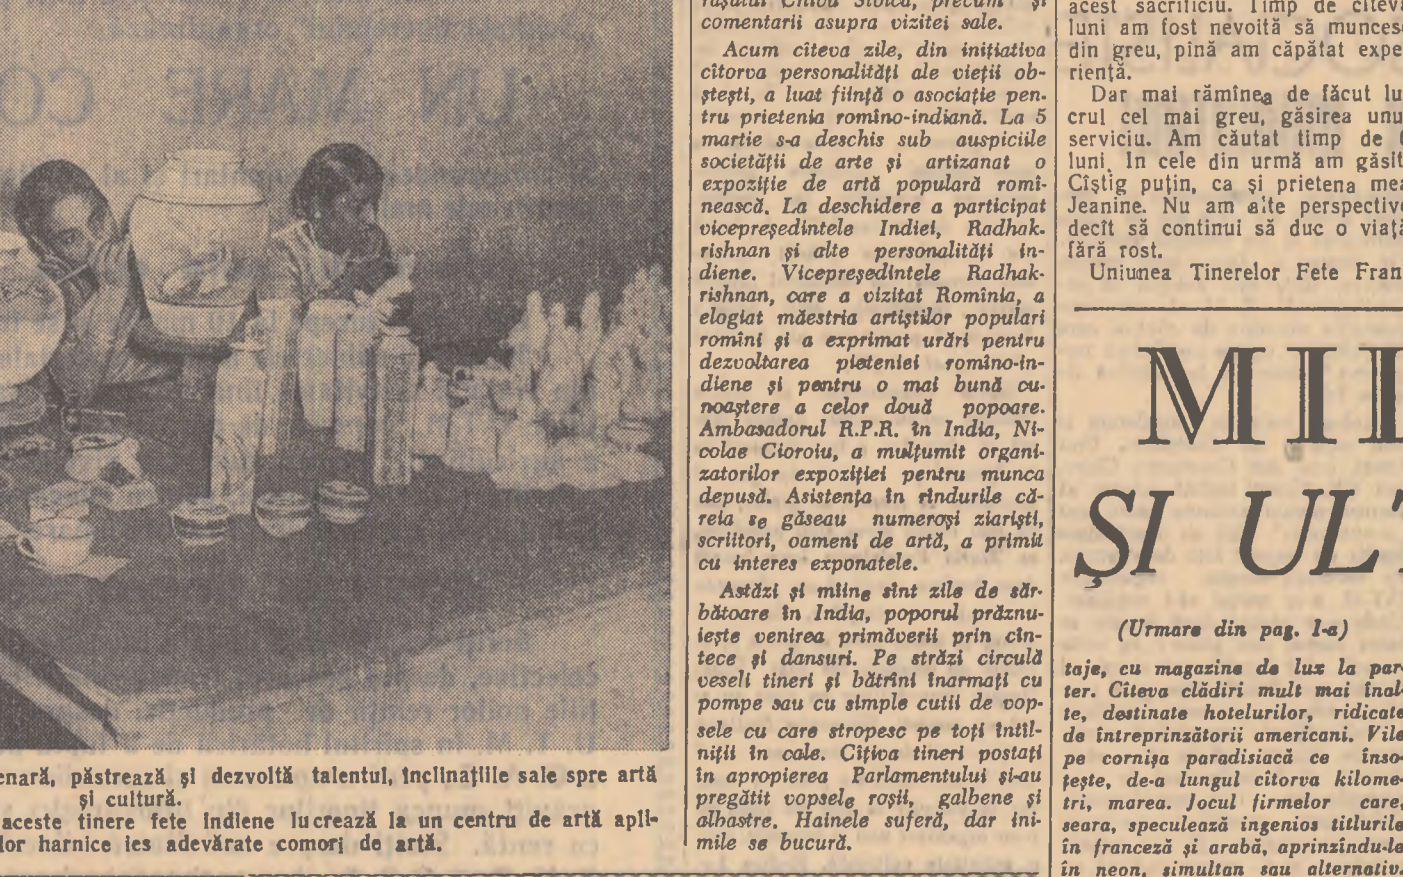 comentarii asupra vizitei sale.
Acum cîteva zile, din inițiativa
cîtorva personalități ale vieții ob-
ștești, a luat ființă o asociație pen-
tru prietenia romîno-indiană. La 5
martie s-a deschis sub auspiciile
societății de arte și artizanat o
expoziție de artă populară romî-
nească. La deschidere a participat
vicepreședintele Indiei, Radhak-
rishnan și alte personalități in-
diene. Vicepreședintele Radhak-
rishnan, care a vizitat Romînia, a
elogiat măestria artiștilor populari
romîni și a exprimat urări pentru
dezvoltarea pieteniei romîno-in-
diene și pentru o mai bună cu-
noaștere a celor două popoare.
Ambasadorul R.P.R. în India, Ni-
colae Cioroiu, a mulțumit organi-
zatorilor expoziției pentru munca
depusă. Asistența în rîndurile că-
reia se găseau numeroși ziariști,
scriitori, oameni de artă, a primit
cu interes exponatele.
Astăzi și mîine sînt zile de săr-
bătoare în India, poporul prăznu-
iește venirea primăverii prin cîn-
tece și dansuri. Pe străzi circulă
veseli tineri și bătrîni înarmați cu
pompe sau cu simple cutii de vop-
sele cu care stropesc pe toți întîl-
niții în cale. Cîțiva tineri postați
în apropierea Parlamentului și-au
pregătit vopsele roșii, galbene și
albastre. Hainele suferă, dar ini-
mile se bucură.
enară, păstrează și dezvoltă talentul, înclinațiile sale spre artă
și cultură.
aceste tinere fete indiene lucrează la un centru de artă apli-
lor harnice ies adevărate comori de artă.
acest sacrificiu. Timp de cîteva
luni am fost nevoită să muncesc
din greu, pînă am căpătat expe-
riență.
Dar mai rămînea de făcut lu
crul cel mai greu, găsirea unu
serviciu. Am căutat timp de 6
luni. In cele din urmă am găsit
Cîștig puțin, ca și prietena mea
Jeanine. Nu am alte perspective
decît să continui să duc o viață
fără rost.
Uniunea Tinerelor Fete Fran
MII
ȘI ULT
(Urmare din pag. 1-a)
taje, cu magazine de lux la par-
ter. Cîteva clădiri mult mai înal-
te, destinate hotelurilor, ridicate
de întreprinzătorii americani. Vile
pe cornișa paradisiacă ce înso-
țește, de-a lungul cîtorva kilome-
tri, marea. Jocul firmelor care,
seara, speculează ingenios titlurile
în franceză și arabă, aprinzîndu-le
în neon, simultan sau alternativ.